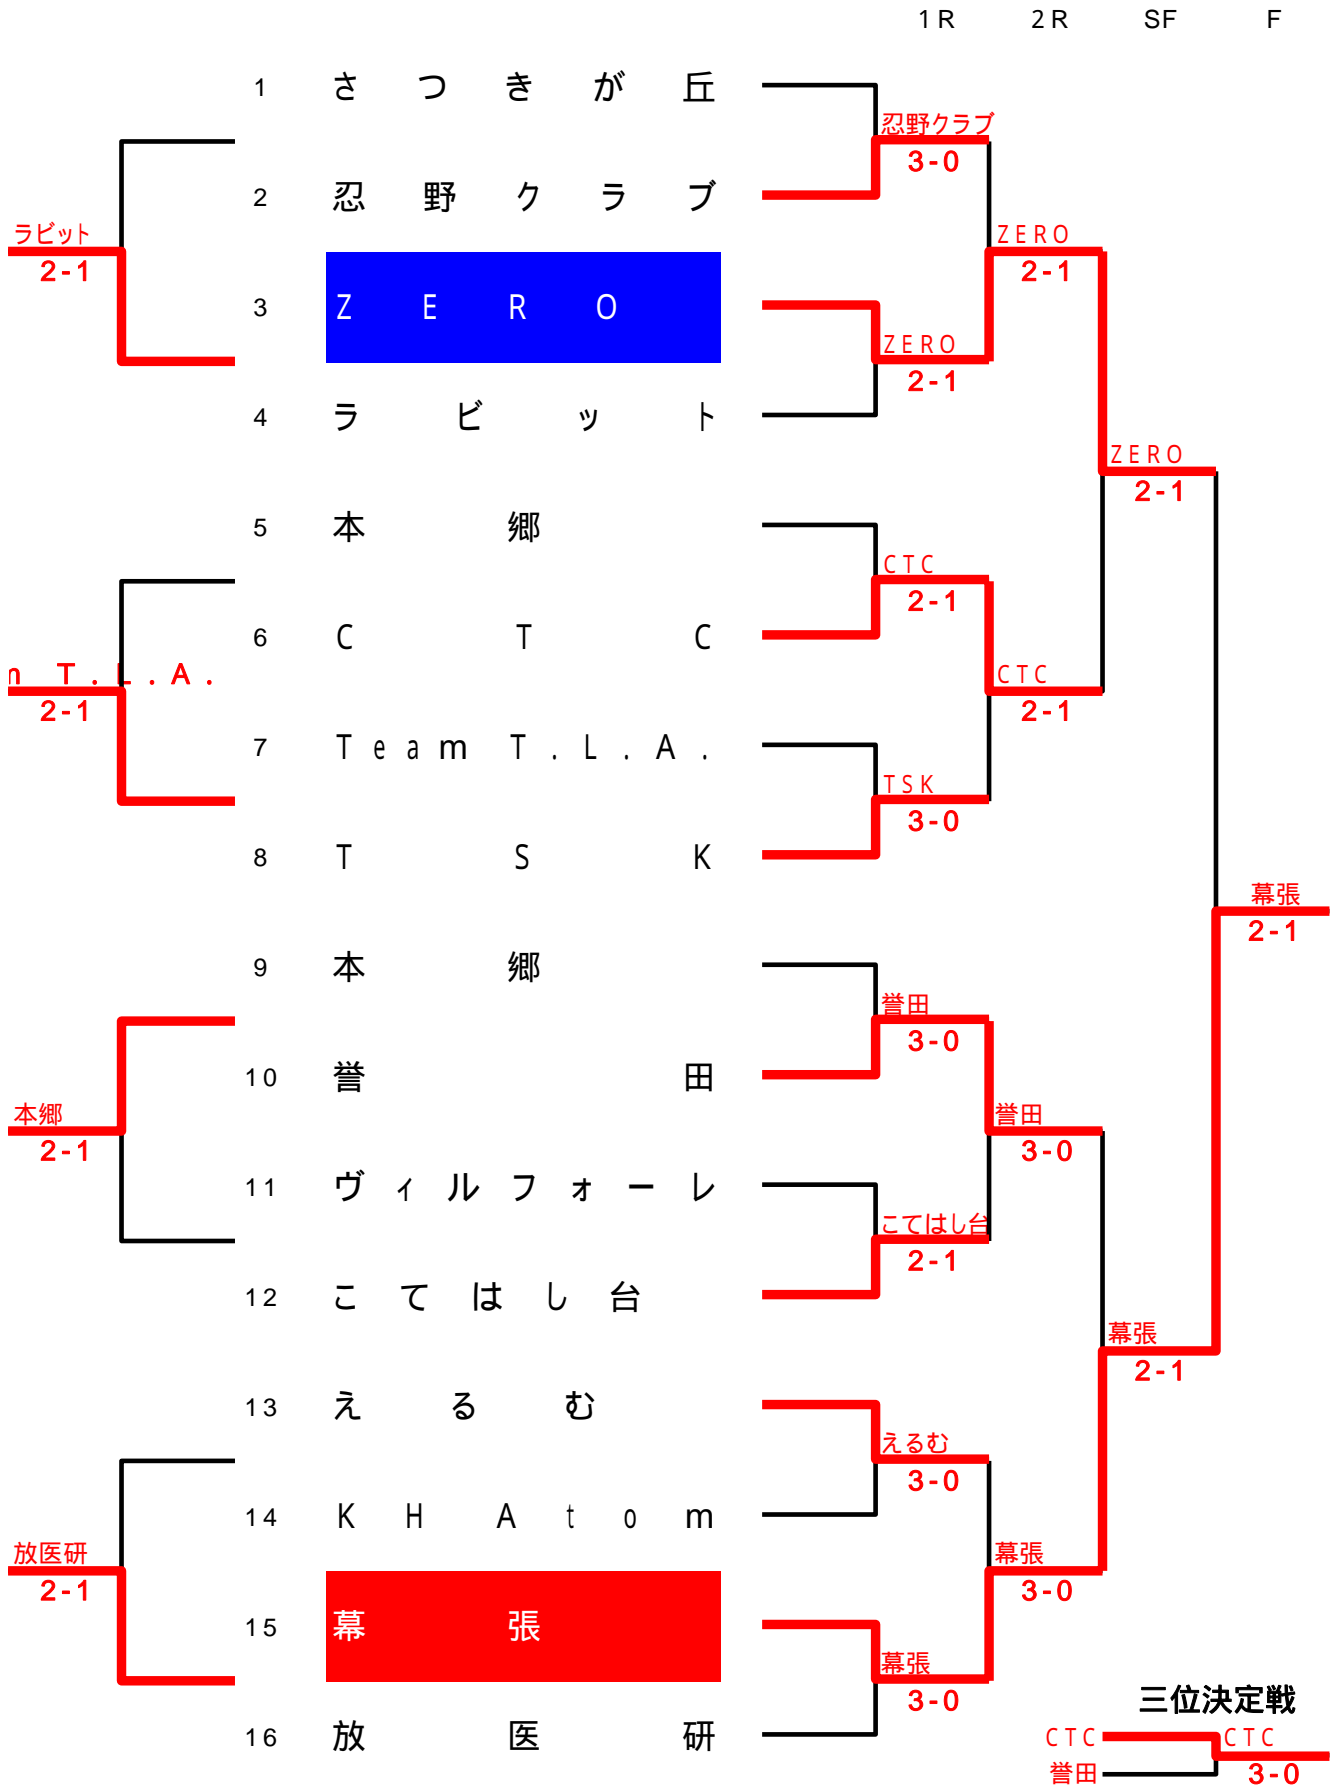 1R 2R SF F
1 さつきが丘
忍野クラブ
3-0
2 忍野クラブ
ラビット
2-1
ZERO
2-1
3 ZERO
ZERO
2-1
4 ラビット
ZERO
2-1
5 本郷
CTC
2-1
6 CTC
m T.L.A.
2-1
CTC
2-1
7 Team T.L.A.
TSK
3-0
8 TSK
幕張
2-1
9 本郷
誉田
3-0
10 誉田
本郷
2-1
誉田
3-0
11 ヴィルフォーレ
こてはし台
2-1
12 こてはし台
幕張
2-1
13 えるむ
えるむ
3-0
14 KHAtom
放医研
2-1
幕張
3-0
15 幕張
幕張
3-0
16 放医研
三位決定戦
CTC CTC
誉田 3-0